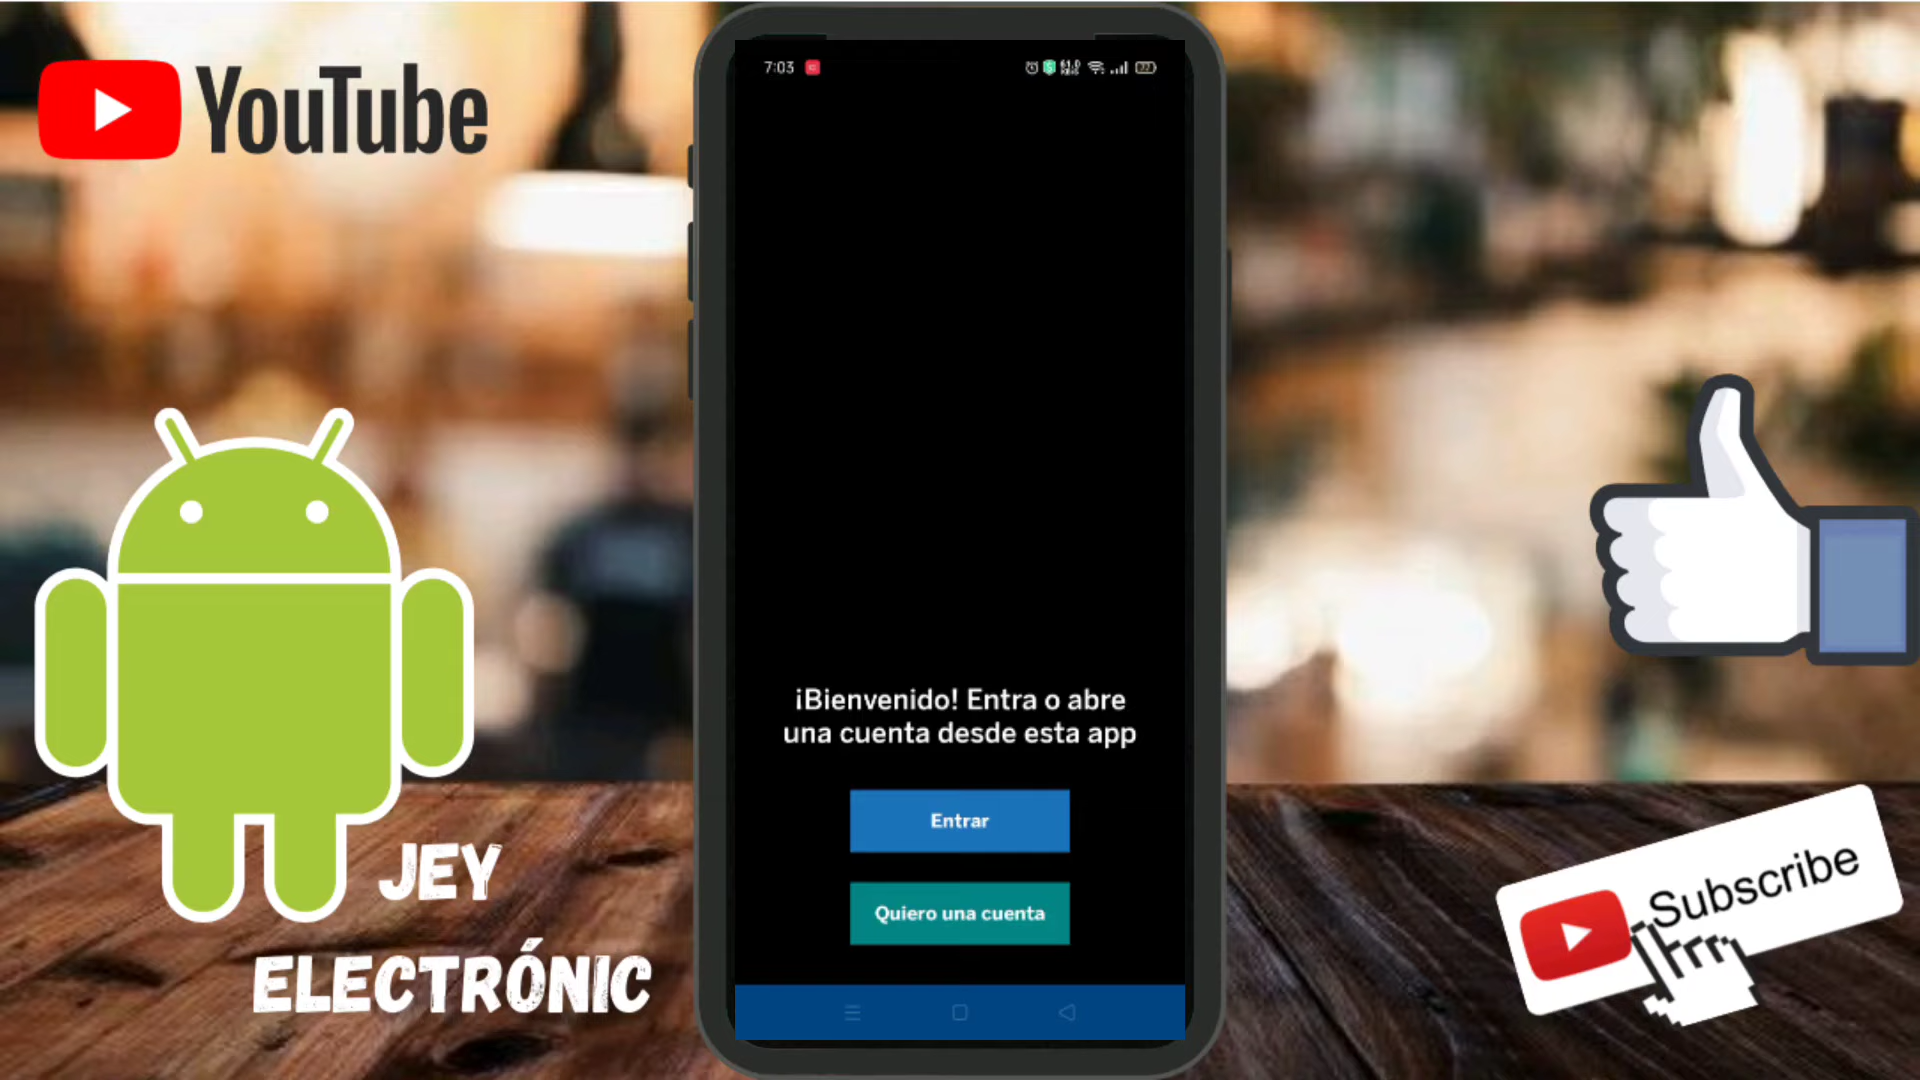 YouTube
7:03
¡Bienvenido! Entra o abre
una cuenta desde esta app
Entrar
Quiero una cuenta
JEY
ELECTRÓNIC
Subscribe